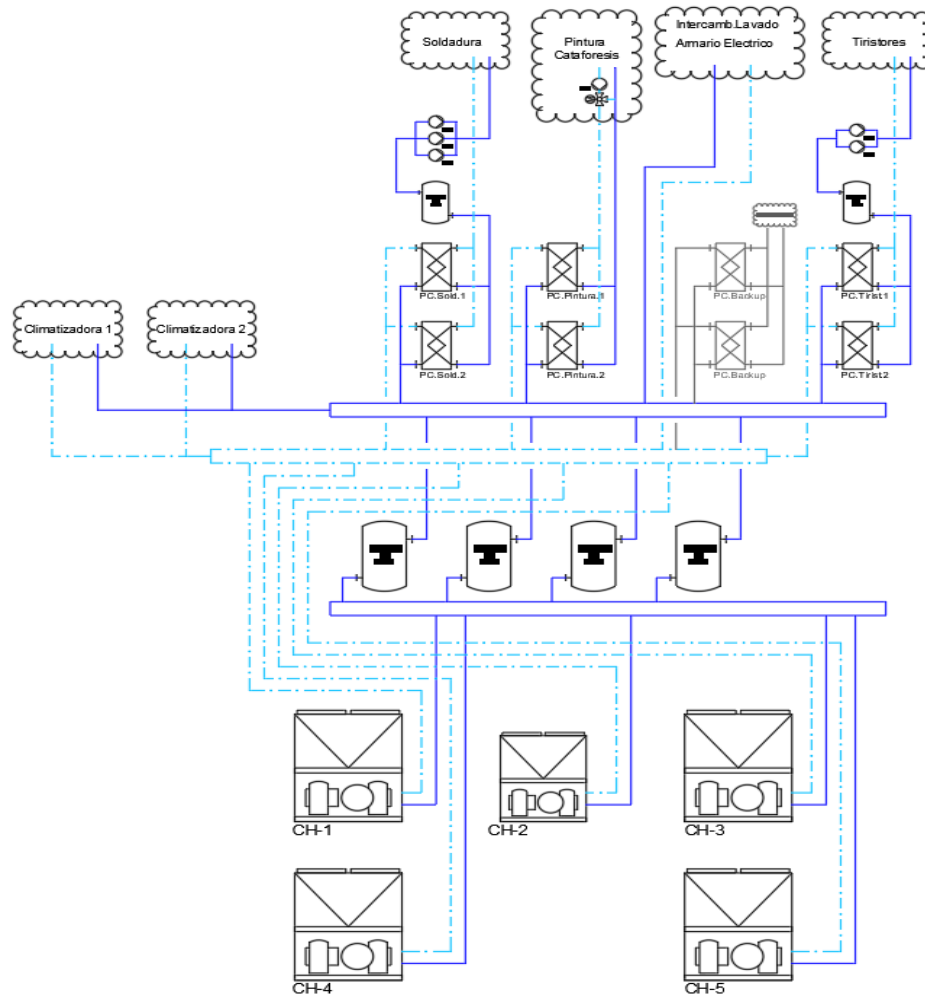 Soldadura
Pintura
Cataforesis
Intercamb.Lavado
Armario Electrico
Tiristores
PC.Sold.1
PC.Pintura.1
PC.Backup
PC.Tirist1
Climatizadora 1
Climatizadora 2
PC.Sold.2
PC.Pintura.2
PC.Backup
PC.Tirist2
CH-1
CH-2
CH-3
CH-4
CH-5